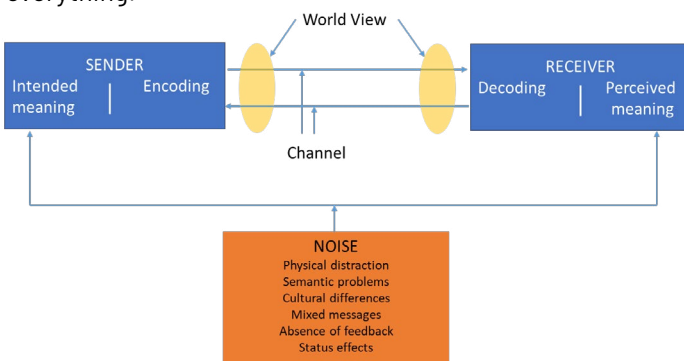 everything.
World View
SENDER
Intended meaning | Encoding
RECEIVER
Decoding | Perceived meaning
Channel
NOISE
Physical distraction
Semantic problems
Cultural differences
Mixed messages
Absence of feedback
Status effects